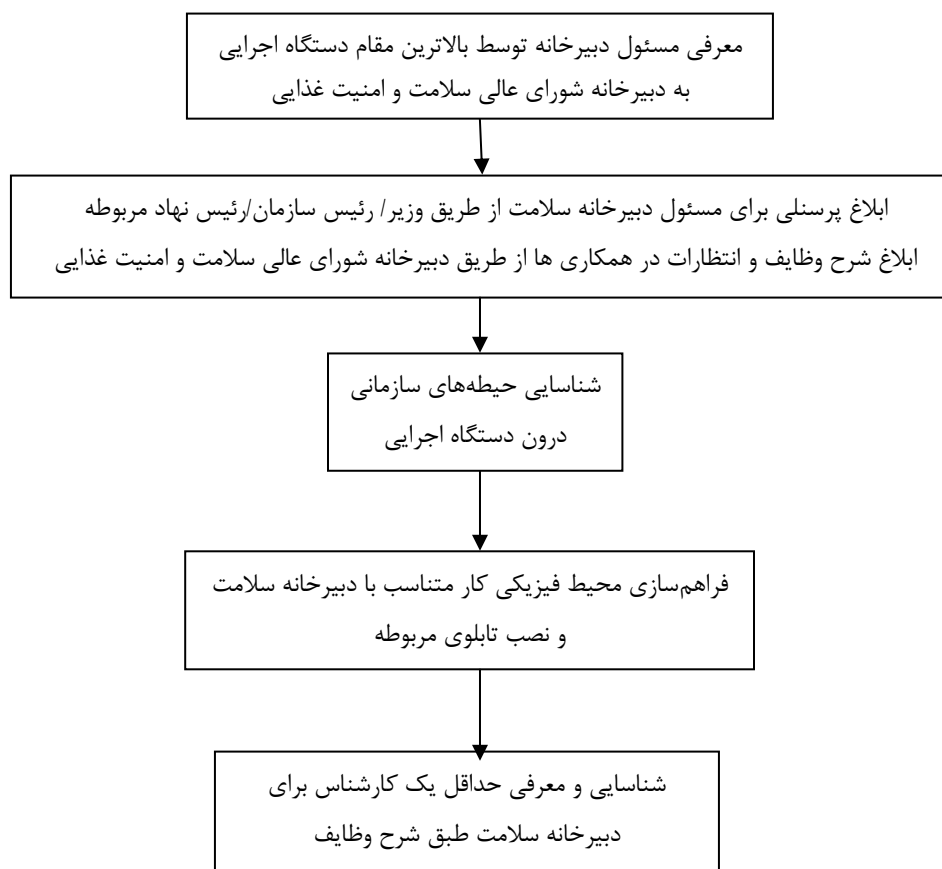 معرفی مسئول دبیرخانه توسط بالاترین مقام دستگاه اجرایی
به دبیرخانه شورای عالی سلامت و امنیت غذایی
ابلاغ پرسنلی برای مسئول دبیرخانه سلامت از طریق وزیر/ رئیس سازمان/رئیس نهاد مربوطه
ابلاغ شرح وظایف و انتظارات در همکاری ها از طریق دبیرخانه شورای عالی سلامت و امنیت غذایی
شناسایی حیطه‌های سازمانی
درون دستگاه اجرایی
فراهم‌سازی محیط فیزیکی کار متناسب با دبیرخانه سلامت
و نصب تابلوی مربوطه
شناسایی و معرفی حداقل یک کارشناس برای
دبیرخانه سلامت طبق شرح وظایف